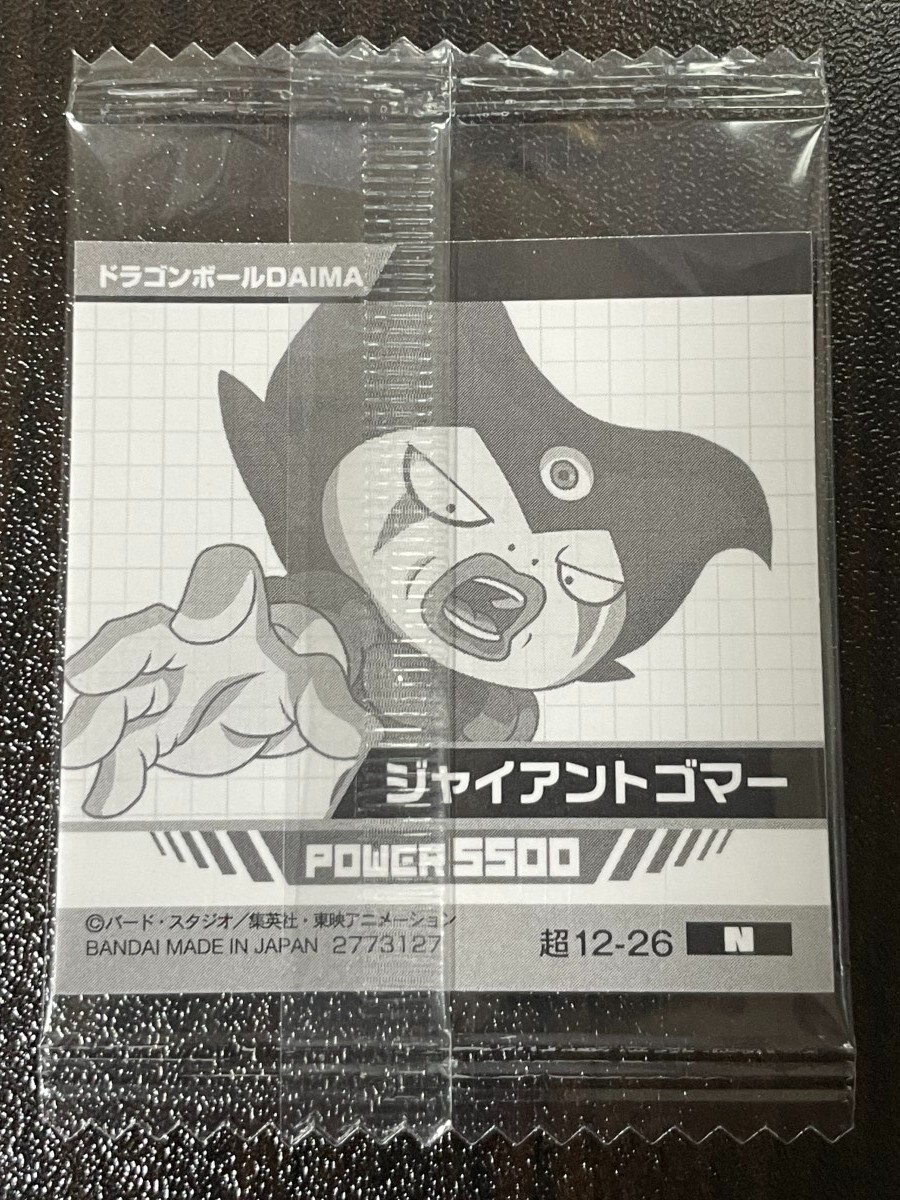 ドラゴンボールDAIMA
ジャイアントゴマー
POWER 5500
©バード・スタジオ／集英社・東映アニメーション
BANDAI MADE IN JAPAN 2773127
超12-26 N